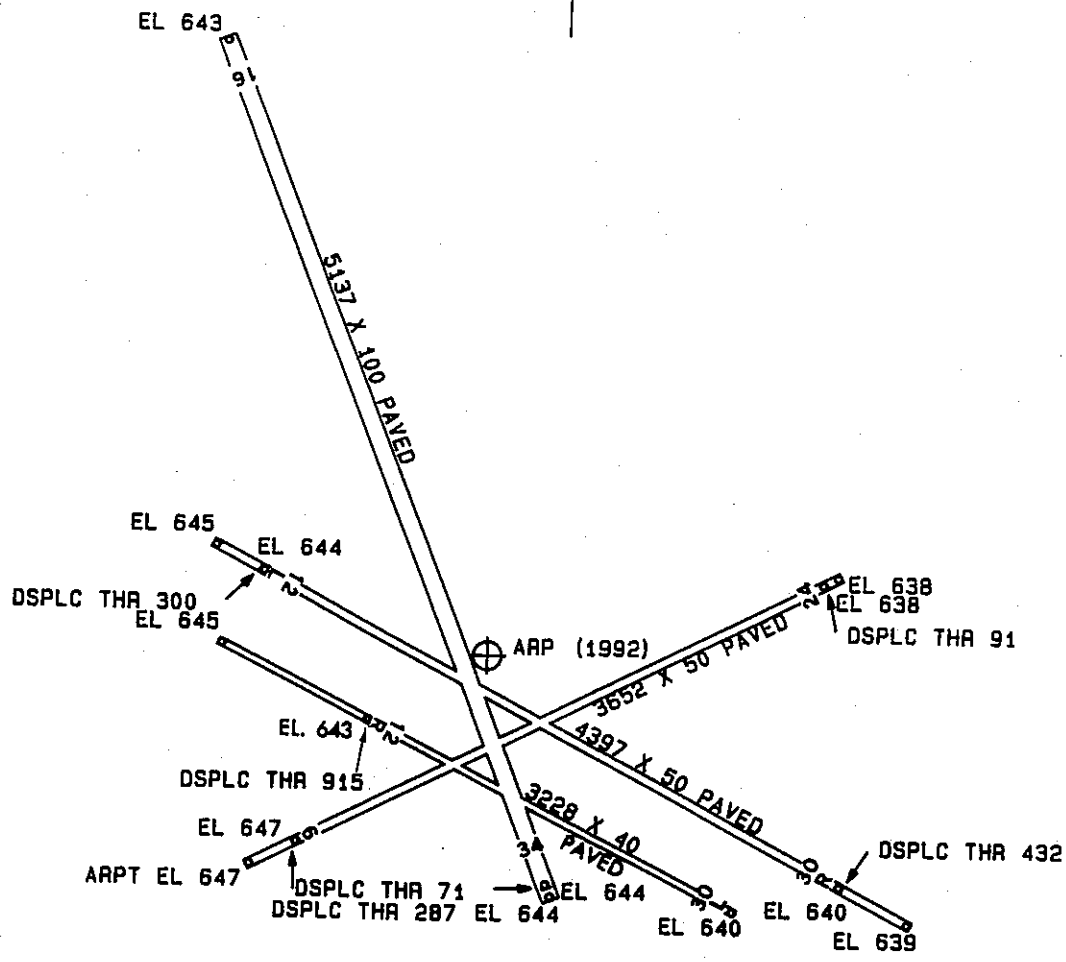 EL 643
16
5137 X 100 PAVED
EL 645
EL 644
12
DSPLC THR 300
EL 645
ARP (1992)
24
EL 638
EL 638
DSPLC THR 91
3652 X 50 PAVED
EL. 643
R
12
4397 X 50 PAVED
DSPLC THR 915
3228 X 40
PAVED
EL 647
6
34
30
R
DSPLC THR 432
ARPT EL 647
DSPLC THR 71
EL 644
DSPLC THR 287
EL 644
30
L
EL 640
EL 640
EL 639